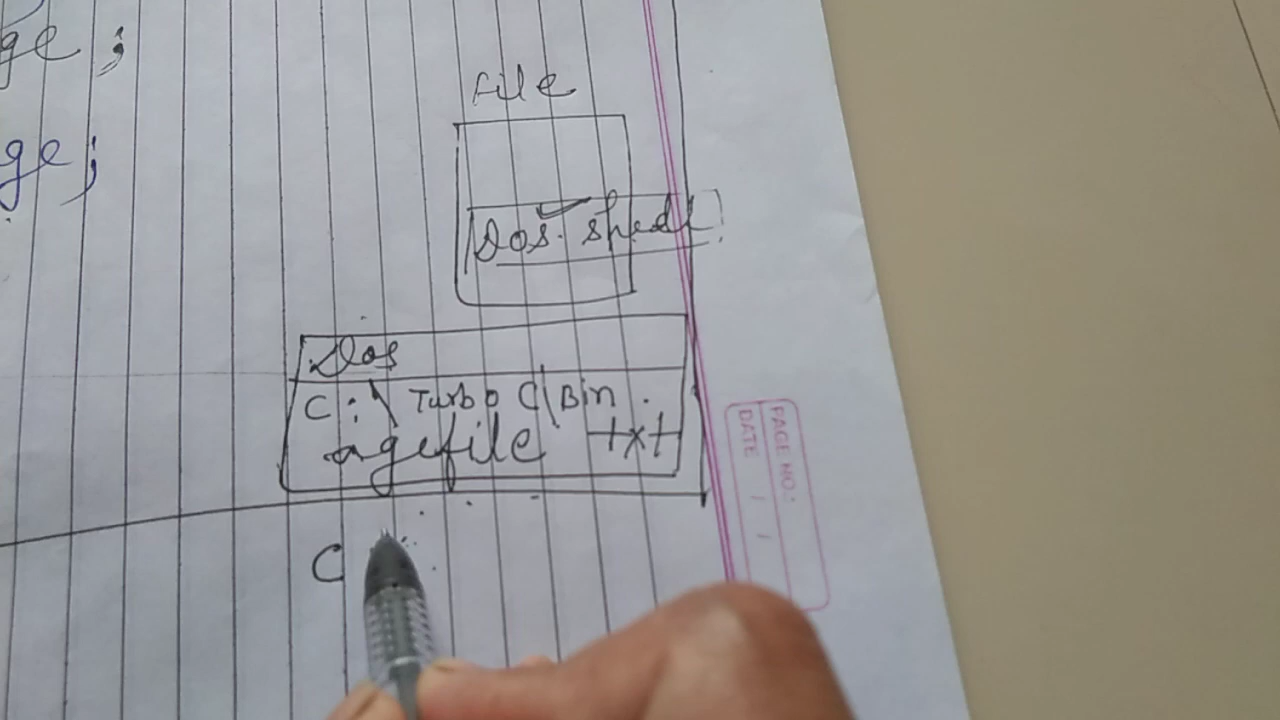 ge ;
ge ;
File
Dos. shell
Dos
C:\ Turbo C\Bin
agefile .txt
C
PAGE NO.:
DATE / /